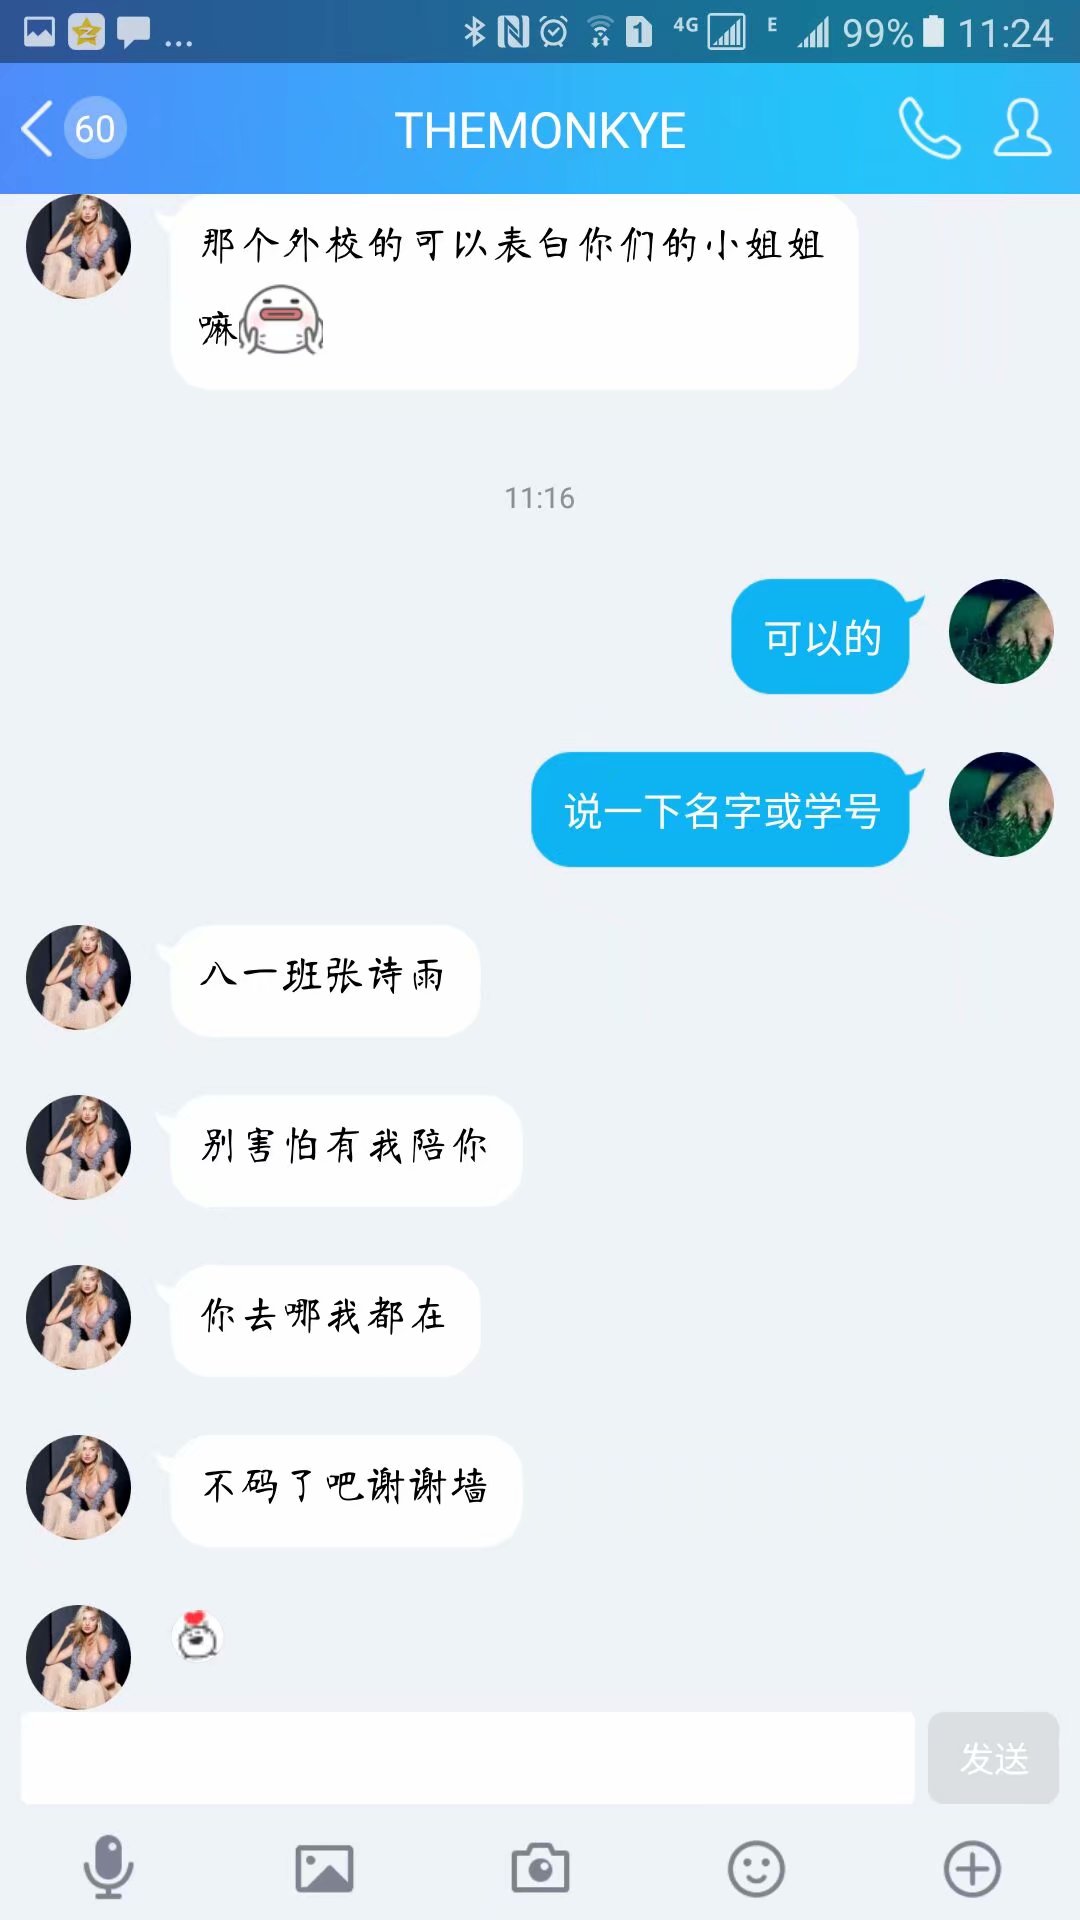 ... 1 4G E 99% 11:24
60 THEMONKYE
那个外校的可以表白你们的小姐姐
嘛
11:16
可以的
说一下名字或学号
八一班张诗雨
别害怕有我陪你
你去哪我都在
不码了吧谢谢墙
发送